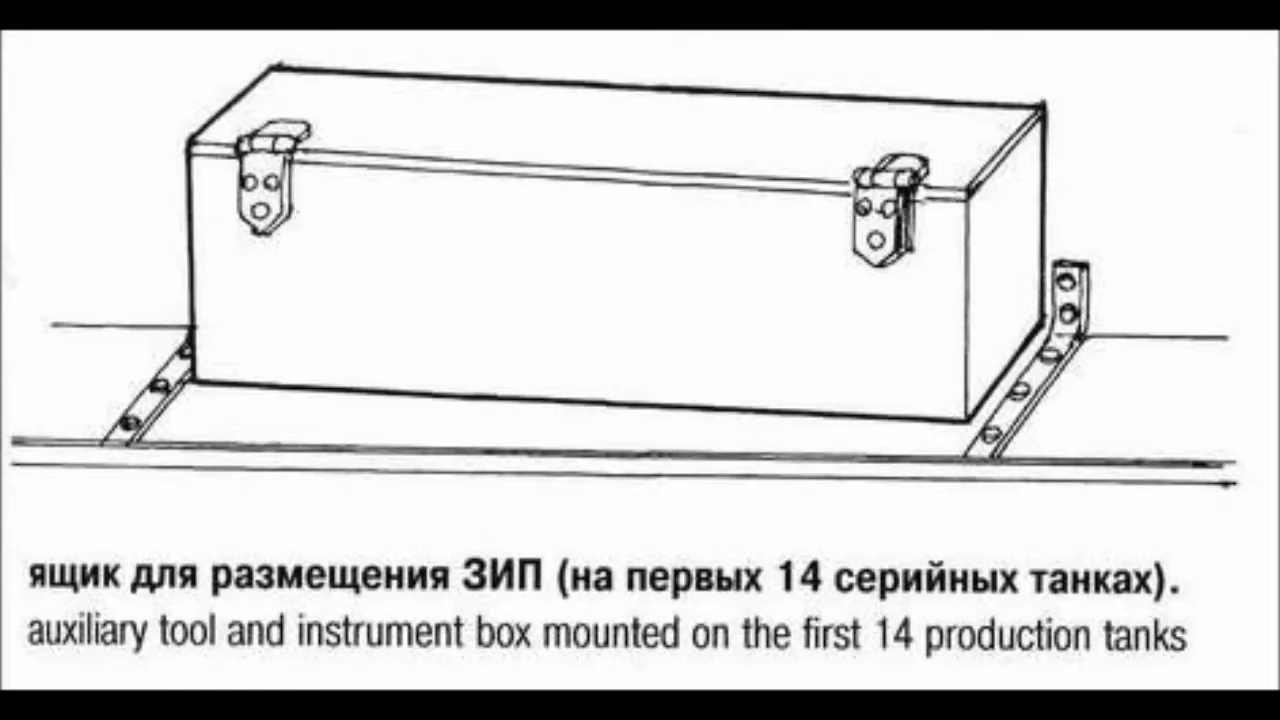 ящик для размещения ЗИП (на первых 14 серийных танках).
auxiliary tool and instrument box mounted on the first 14 production tanks